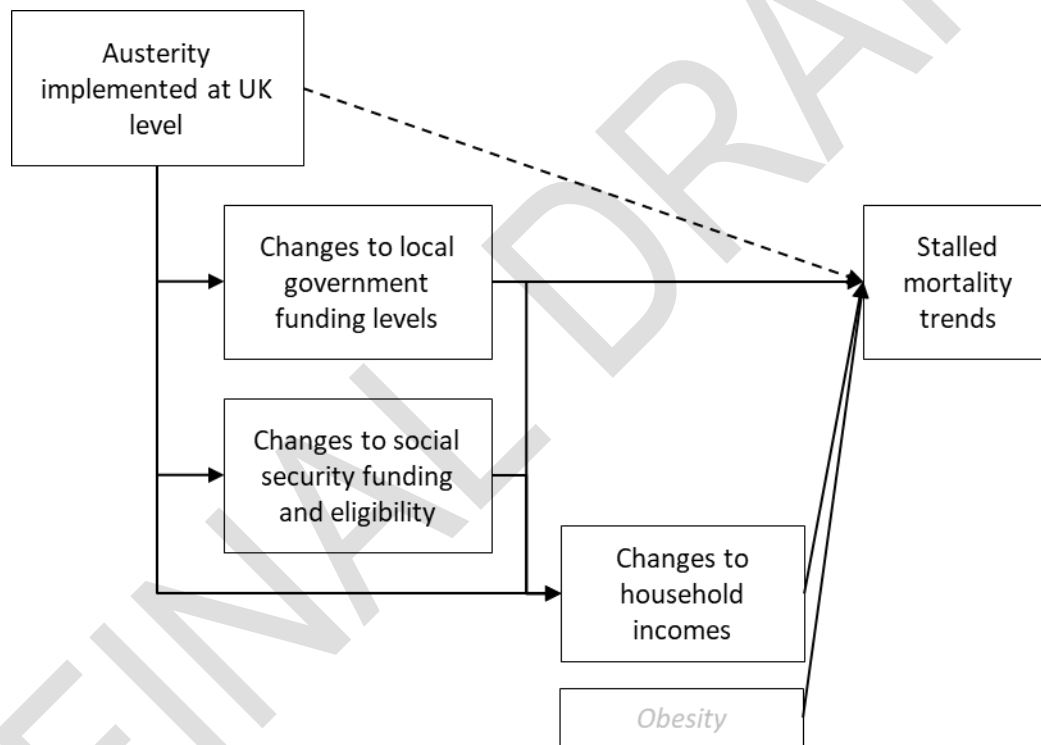 Austerity
implemented at UK
level
Changes to local
government
funding levels
Stalled
mortality
trends
Changes to social
security funding
and eligibility
Changes to
household
incomes
Obesity
FINAL DRA